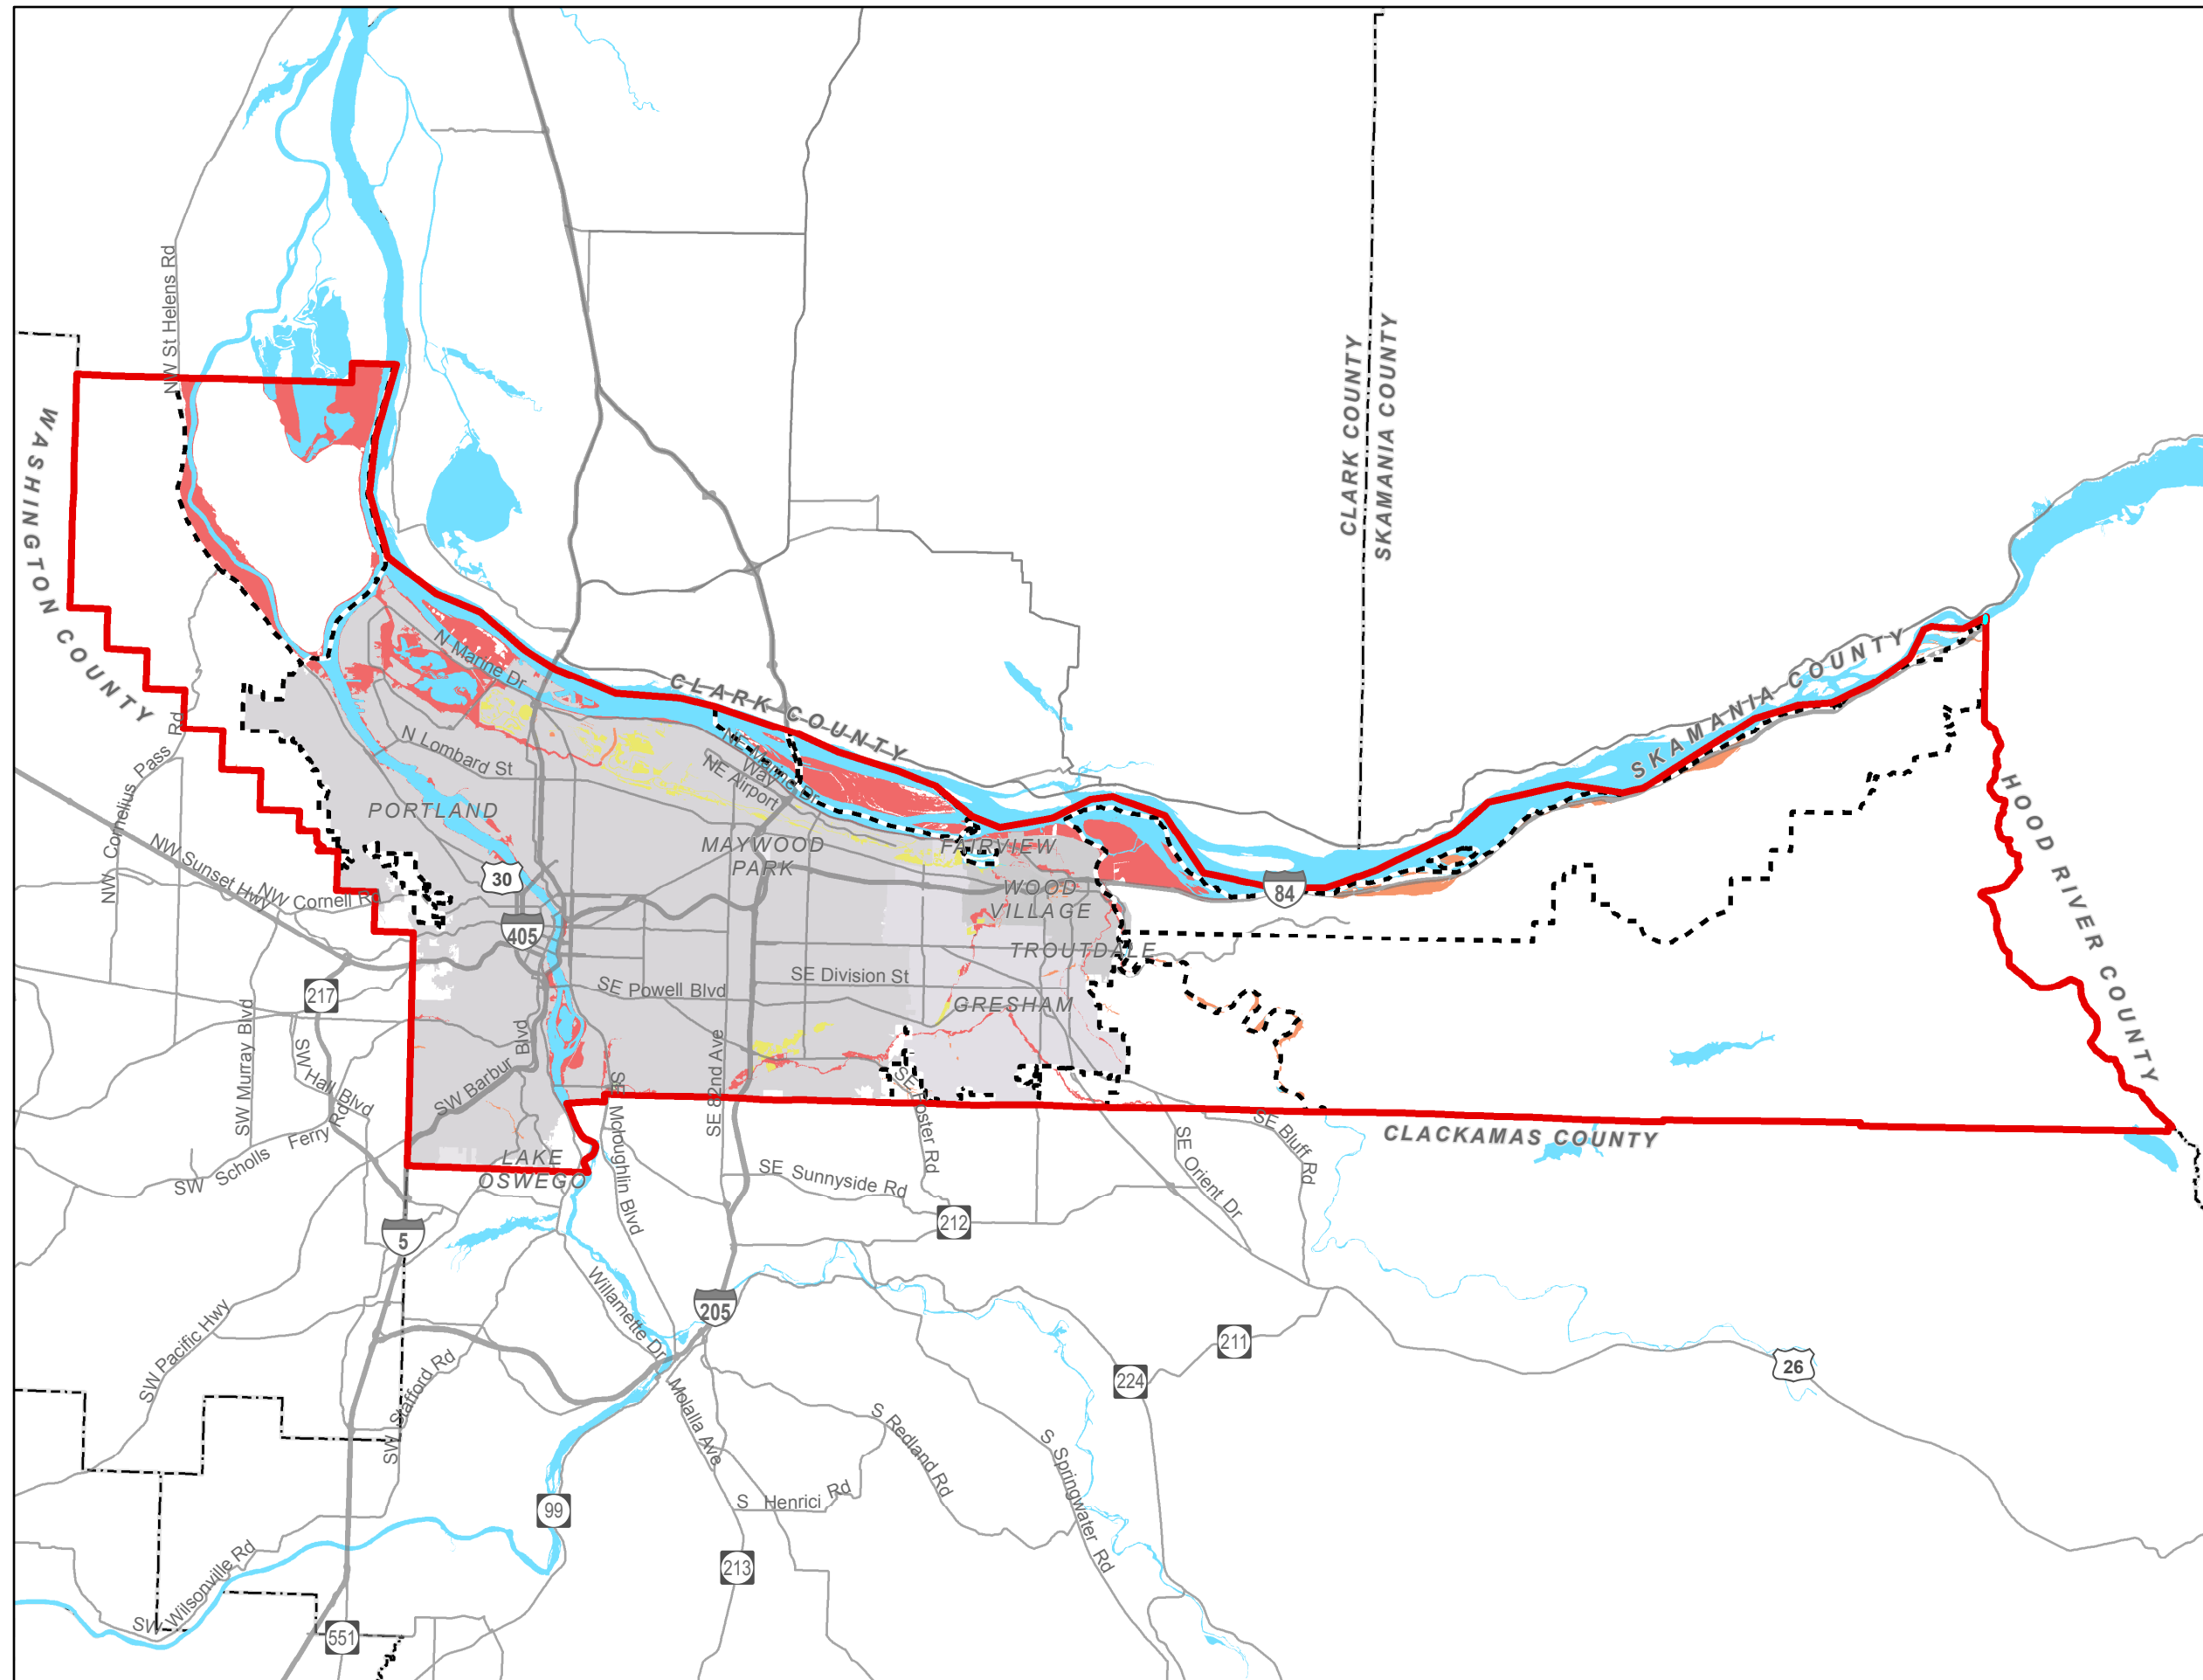 NW St Helens Rd
WASHINGTON COUNTY
CLARK COUNTY
SKAMANIA COUNTY
N Marine Dr
CLARK COUNTY
SKAMANIA COUNTY
N Lombard St
NE Marine Dr
NE Airport Way
PORTLAND
MAYWOOD
PARK
FAIRVIEW
WOOD
VILLAGE
TROUTDALE
GRESHAM
HOOD RIVER COUNTY
NW Cornelius Pass Rd
NW Sunset Hwy
NW Cornell Rd
30
405
84
217
SE Division St
SE Powell Blvd
SW Murray Blvd
SW Hall Blvd
SW Barbur Blvd
SE 82nd Ave
SE Foster Rd
SW Scholls Ferry Rd
SE Mcloughlin Blvd
LAKE
OSWEGO
CLACKAMAS COUNTY
SE Bluff Rd
SE Orient Dr
SE Sunnyside Rd
212
5
205
Willamette Dr
SW Pacific Hwy
SW Stafford Rd
211
224
26
Molalla Ave
S Redland Rd
S Springwater Rd
S Henrici Rd
99
213
SW Wilsonville Rd
551